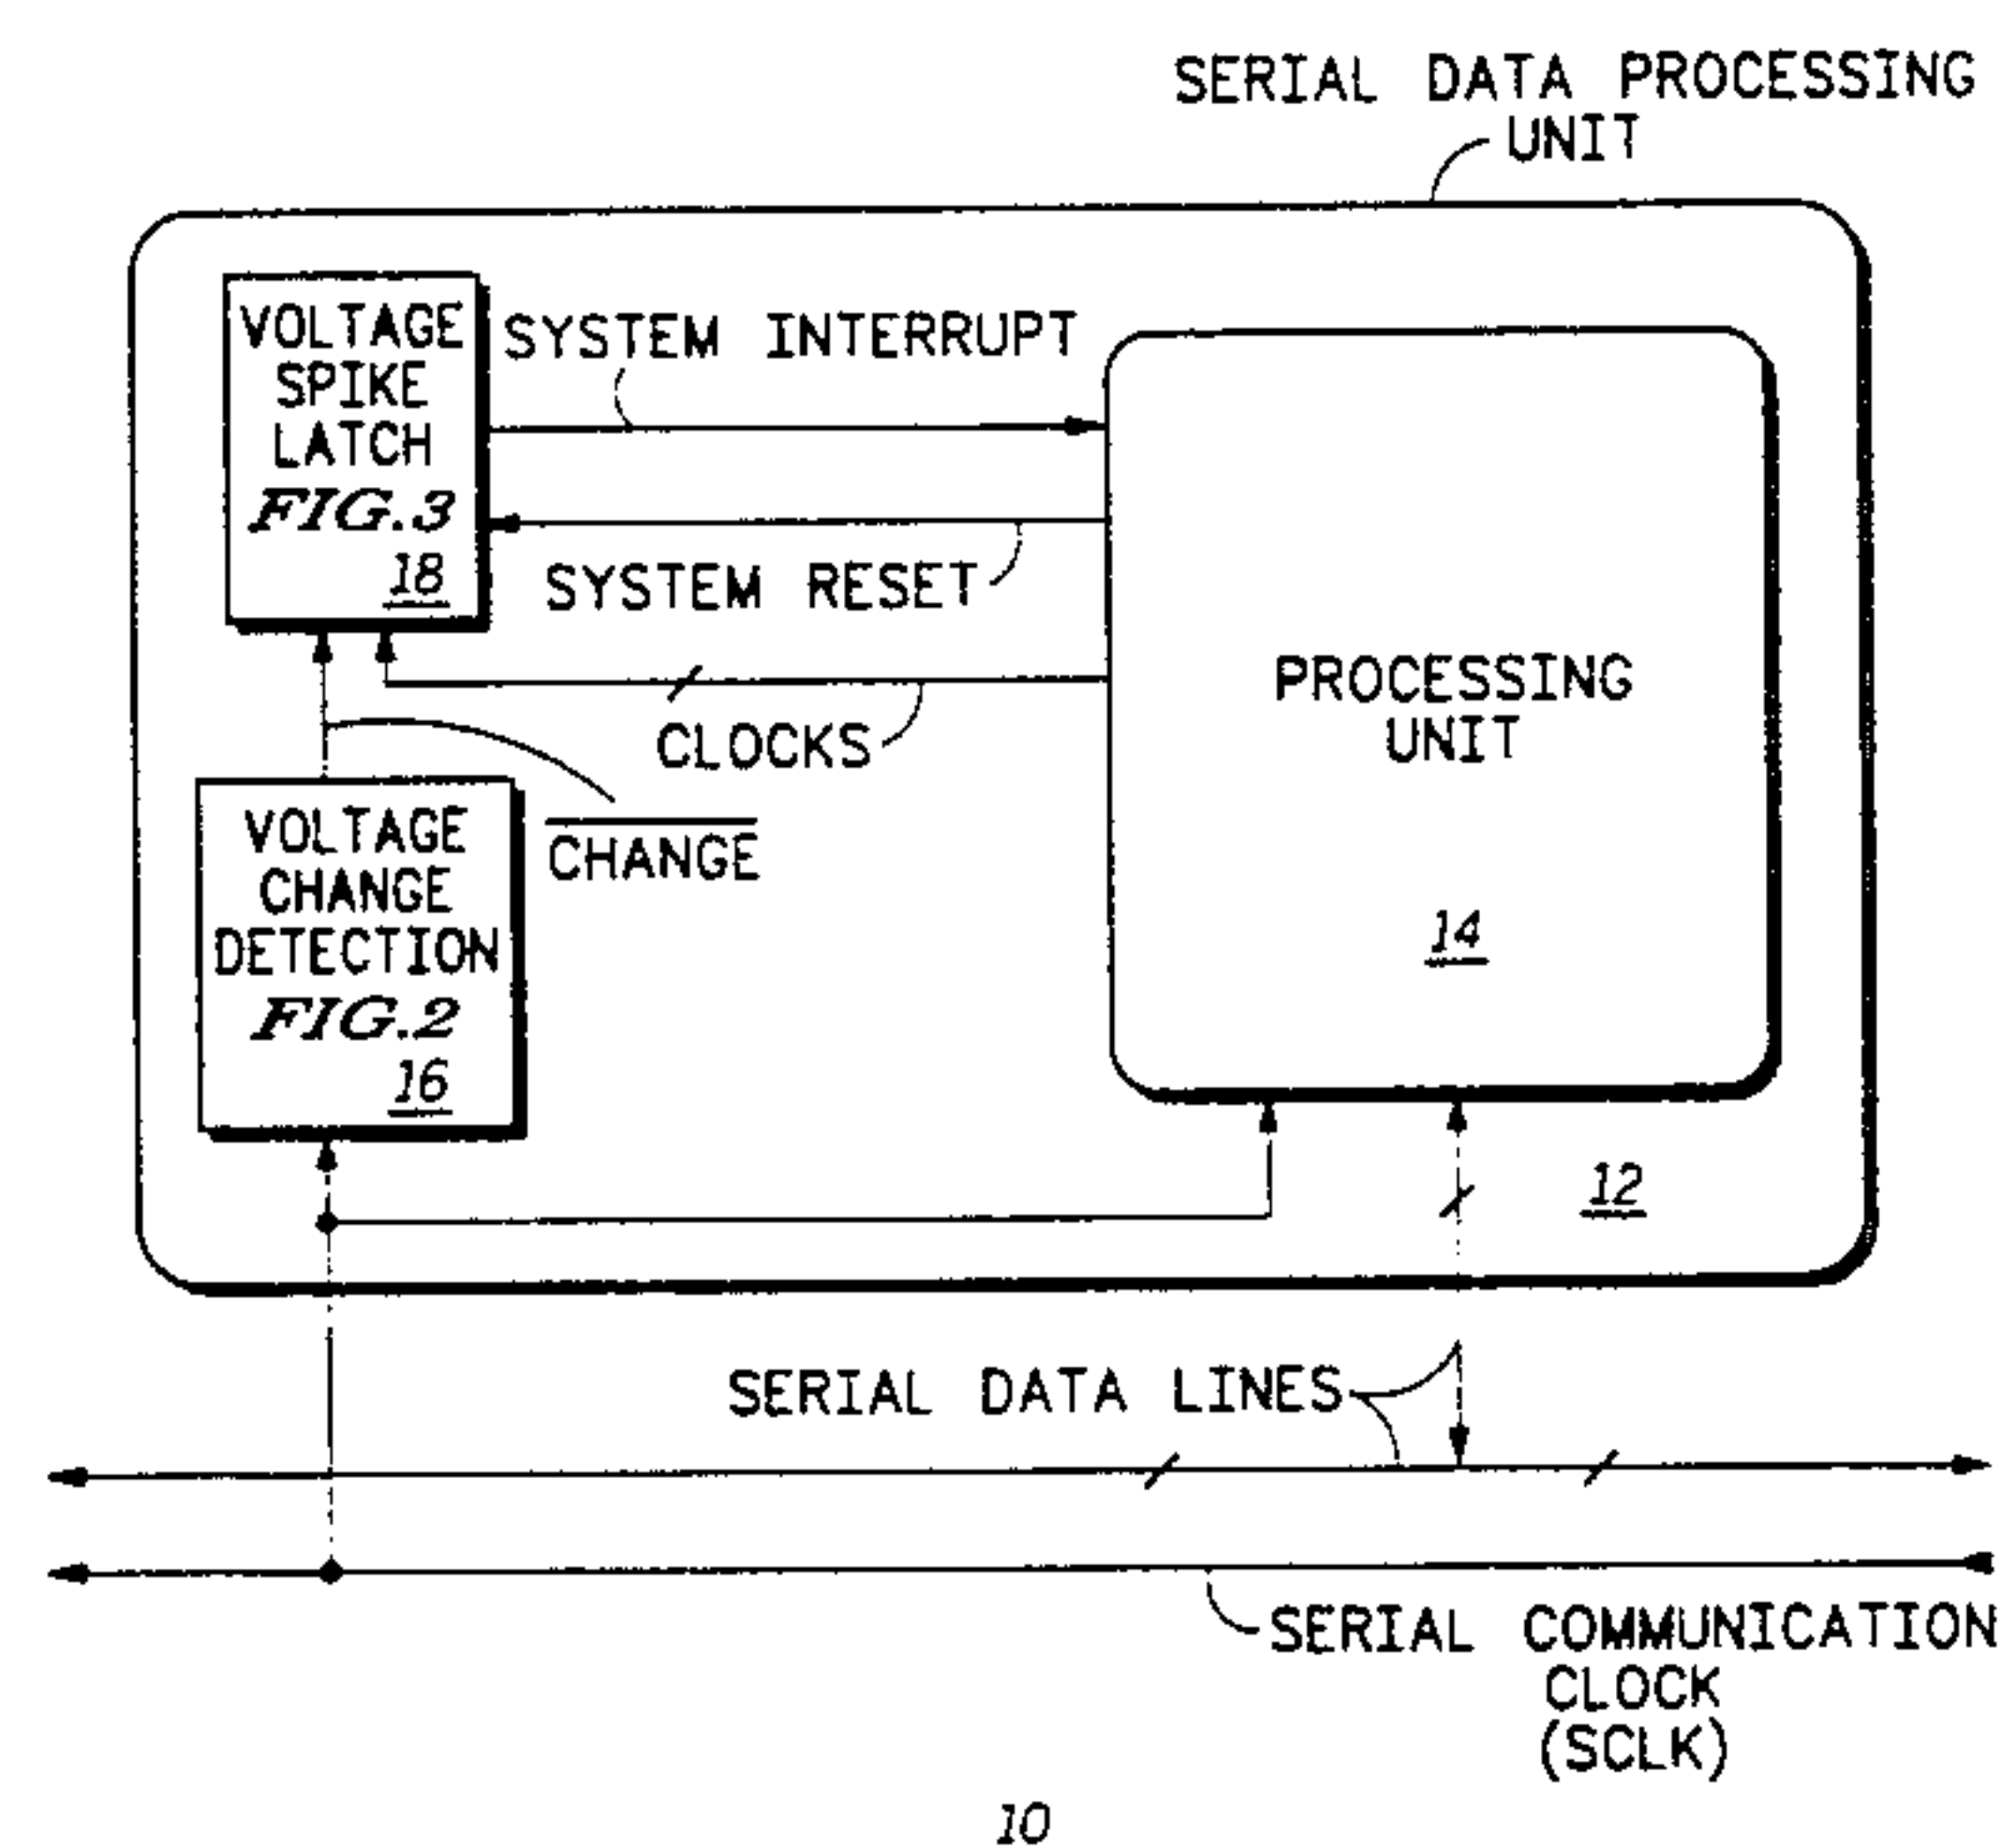 SERIAL DATA PROCESSING
UNIT
VOLTAGE
SPIKE
LATCH
FIG.3
18
SYSTEM INTERRUPT
SYSTEM RESET
CLOCKS
PROCESSING
UNIT
14
CHANGE
VOLTAGE
CHANGE
DETECTION
FIG.2
16
12
SERIAL DATA LINES
SERIAL COMMUNICATION
CLOCK
(SCLK)
10